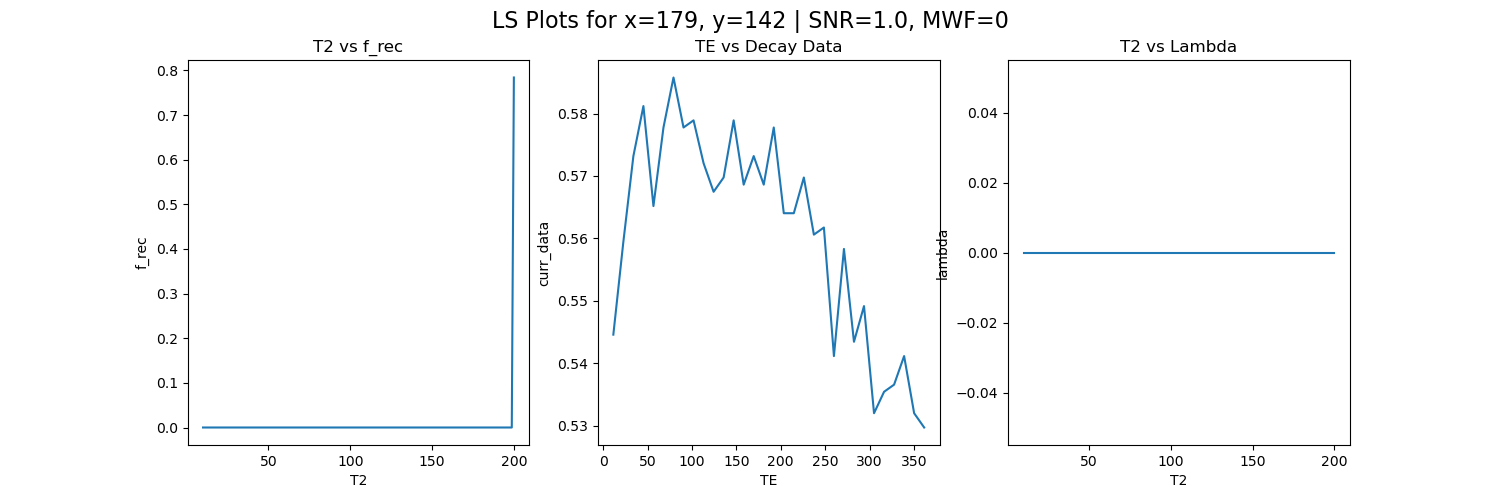 LS Plots for x=179, y=142 | SNR=1.0, MWF=0
T2 vs f_rec
0.8
0.7
0.6
0.5
0.4
0.3
0.2
0.1
0.0
f_rec
50 100 150 200
T2
TE vs Decay Data
0.58
0.57
0.56
0.55
0.54
0.53
curr_data
0 50 100 150 200 250 300 350
TE
T2 vs Lambda
0.04
0.02
0.00
−0.02
−0.04
lambda
50 100 150 200
T2